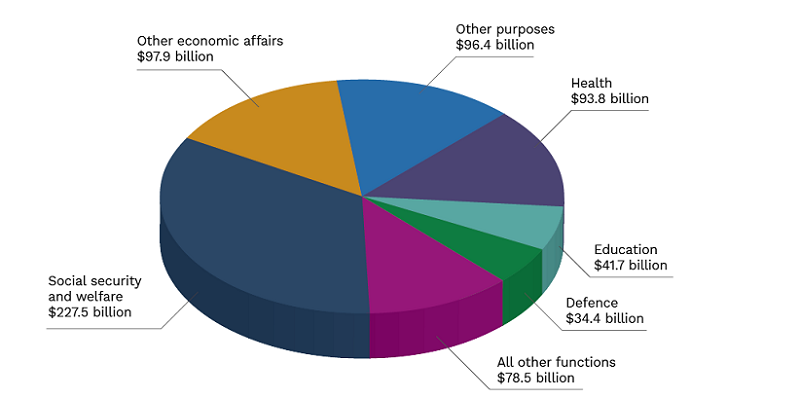 Other purposes
$96.4 billion
Other economic affairs
$97.9 billion
Health
$93.8 billion
Education
$41.7 billion
Social security
and welfare
$227.5 billion
Defence
$34.4 billion
All other functions
$78.5 billion